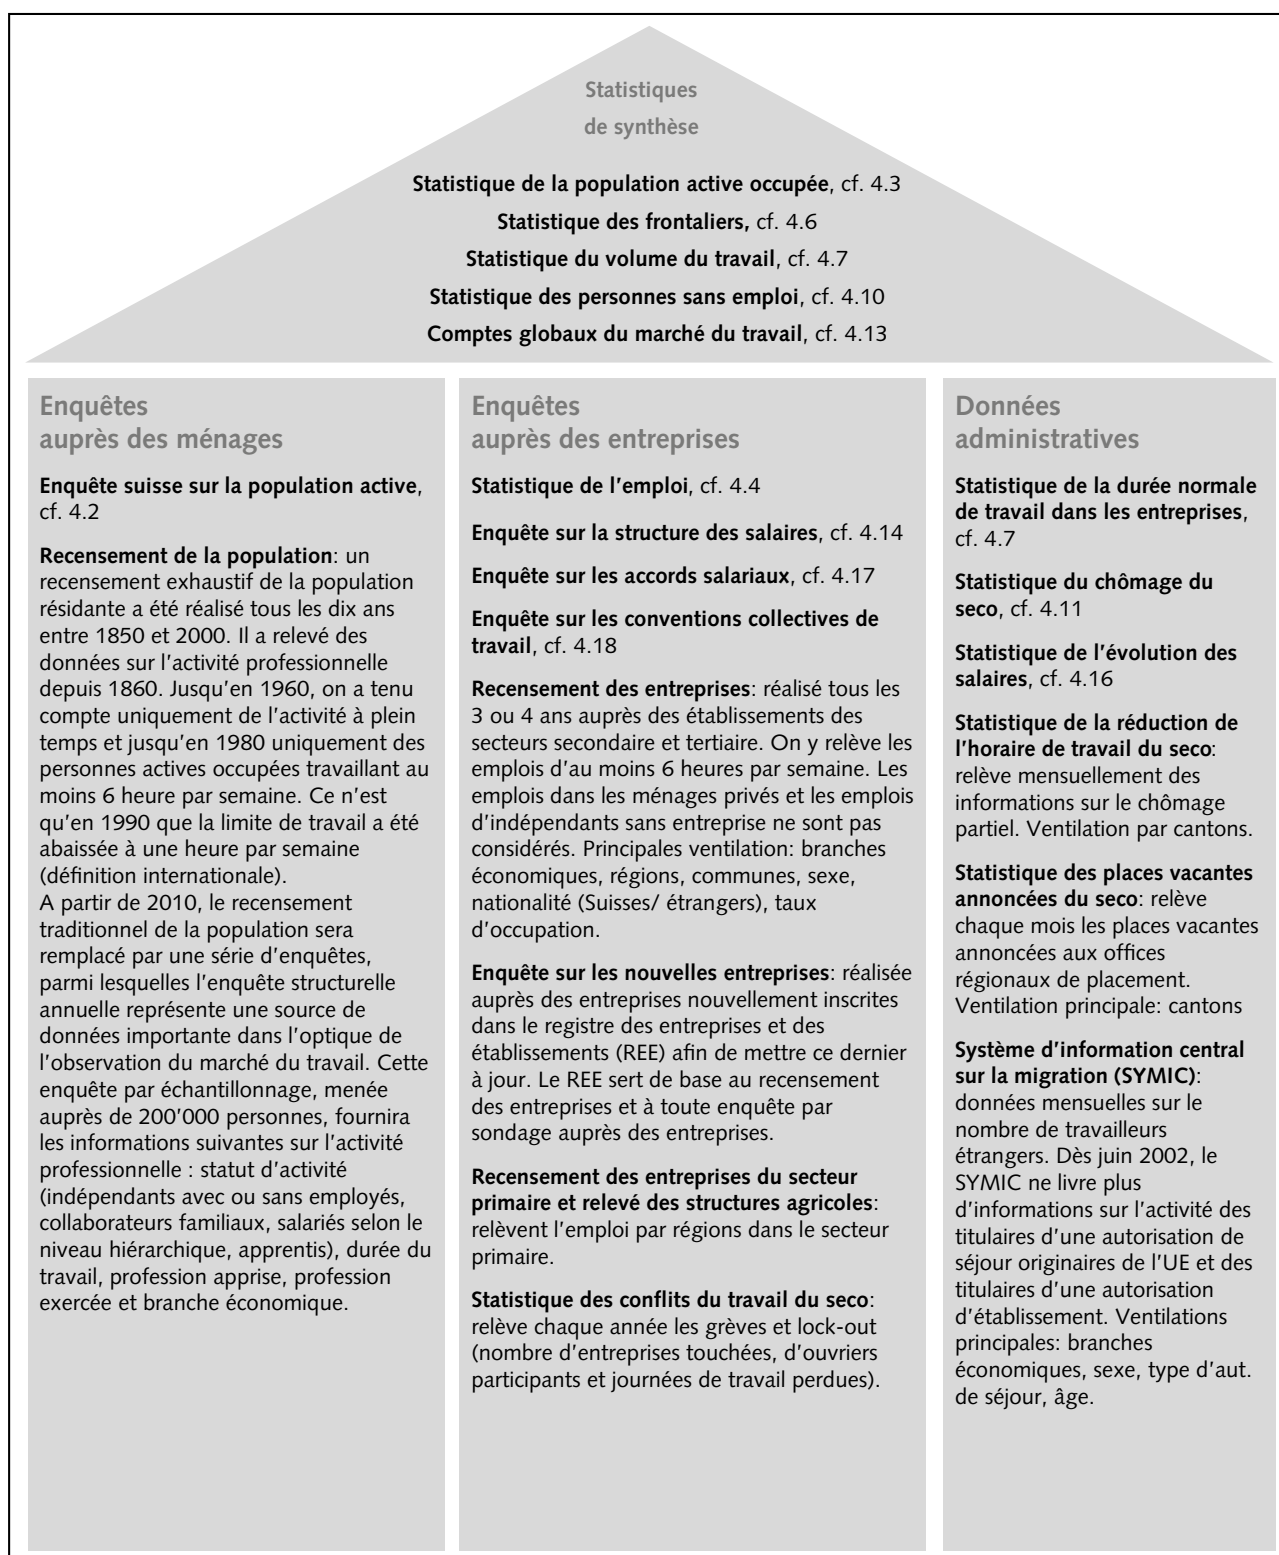 Statistiques
de synthèse
Statistique de la population active occupée, cf. 4.3
Statistique des frontaliers, cf. 4.6
Statistique du volume du travail, cf. 4.7
Statistique des personnes sans emploi, cf. 4.10
Comptes globaux du marché du travail, cf. 4.13
Enquêtes
auprès des ménages
Enquête suisse sur la population active,
cf. 4.2
Recensement de la population: un
recensement exhaustif de la population
résidante a été réalisé tous les dix ans
entre 1850 et 2000. Il a relevé des
données sur l'activité professionnelle
depuis 1860. Jusqu'en 1960, on a tenu
compte uniquement de l'activité à plein
temps et jusqu'en 1980 uniquement des
personnes actives occupées travaillant au
moins 6 heure par semaine. Ce n'est
qu'en 1990 que la limite de travail a été
abaissée à une heure par semaine
(définition internationale).
A partir de 2010, le recensement
traditionnel de la population sera
remplacé par une série d'enquêtes,
parmi lesquelles l'enquête structurelle
annuelle représente une source de
données importante dans l'optique de
l'observation du marché du travail. Cette
enquête par échantillonnage, menée
auprès de 200'000 personnes, fournira
les informations suivantes sur l'activité
professionnelle : statut d'activité
(indépendants avec ou sans employés,
collaborateurs familiaux, salariés selon le
niveau hiérarchique, apprentis), durée du
travail, profession apprise, profession
exercée et branche économique.
Enquêtes
auprès des entreprises
Statistique de l'emploi, cf. 4.4
Enquête sur la structure des salaires, cf. 4.14
Enquête sur les accords salariaux, cf. 4.17
Enquête sur les conventions collectives de
travail, cf. 4.18
Recensement des entreprises: réalisé tous les
3 ou 4 ans auprès des établissements des
secteurs secondaire et tertiaire. On y relève les
emplois d'au moins 6 heures par semaine. Les
emplois dans les ménages privés et les emplois
d'indépendants sans entreprise ne sont pas
considérés. Principales ventilation: branches
économiques, régions, communes, sexe,
nationalité (Suisses/ étrangers), taux
d'occupation.
Enquête sur les nouvelles entreprises: réalisée
auprès des entreprises nouvellement inscrites
dans le registre des entreprises et des
établissements (REE) afin de mettre ce dernier
à jour. Le REE sert de base au recensement
des entreprises et à toute enquête par
sondage auprès des entreprises.
Recensement des entreprises du secteur
primaire et relevé des structures agricoles:
relèvent l'emploi par régions dans le secteur
primaire.
Statistique des conflits du travail du seco:
relève chaque année les grèves et lock-out
(nombre d'entreprises touchées, d'ouvriers
participants et journées de travail perdues).
Données
administratives
Statistique de la durée normale
de travail dans les entreprises,
cf. 4.7
Statistique du chômage du
seco, cf. 4.11
Statistique de l'évolution des
salaires, cf. 4.16
Statistique de la réduction de
l'horaire de travail du seco:
relève mensuellement des
informations sur le chômage
partiel. Ventilation par cantons.
Statistique des places vacantes
annoncées du seco: relève
chaque mois les places vacantes
annoncées aux offices
régionaux de placement.
Ventilation principale: cantons
Système d'information central
sur la migration (SYMIC):
données mensuelles sur le
nombre de travailleurs
étrangers. Dès juin 2002, le
SYMIC ne livre plus
d'informations sur l'activité des
titulaires d'une autorisation de
séjour originaires de l'UE et des
titulaires d'une autorisation
d'établissement. Ventilations
principales: branches
économiques, sexe, type d'aut.
de séjour, âge.